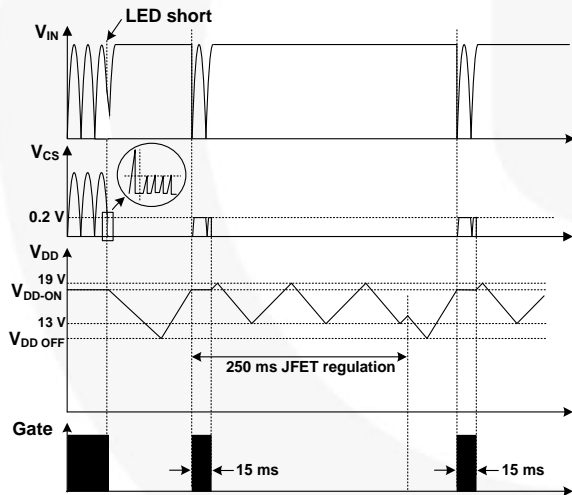 LED short
V_IN
V_CS
0.2 V
V_DD
19 V
V_DD-ON
13 V
V_DD OFF
250 ms JFET regulation
Gate
15 ms
15 ms